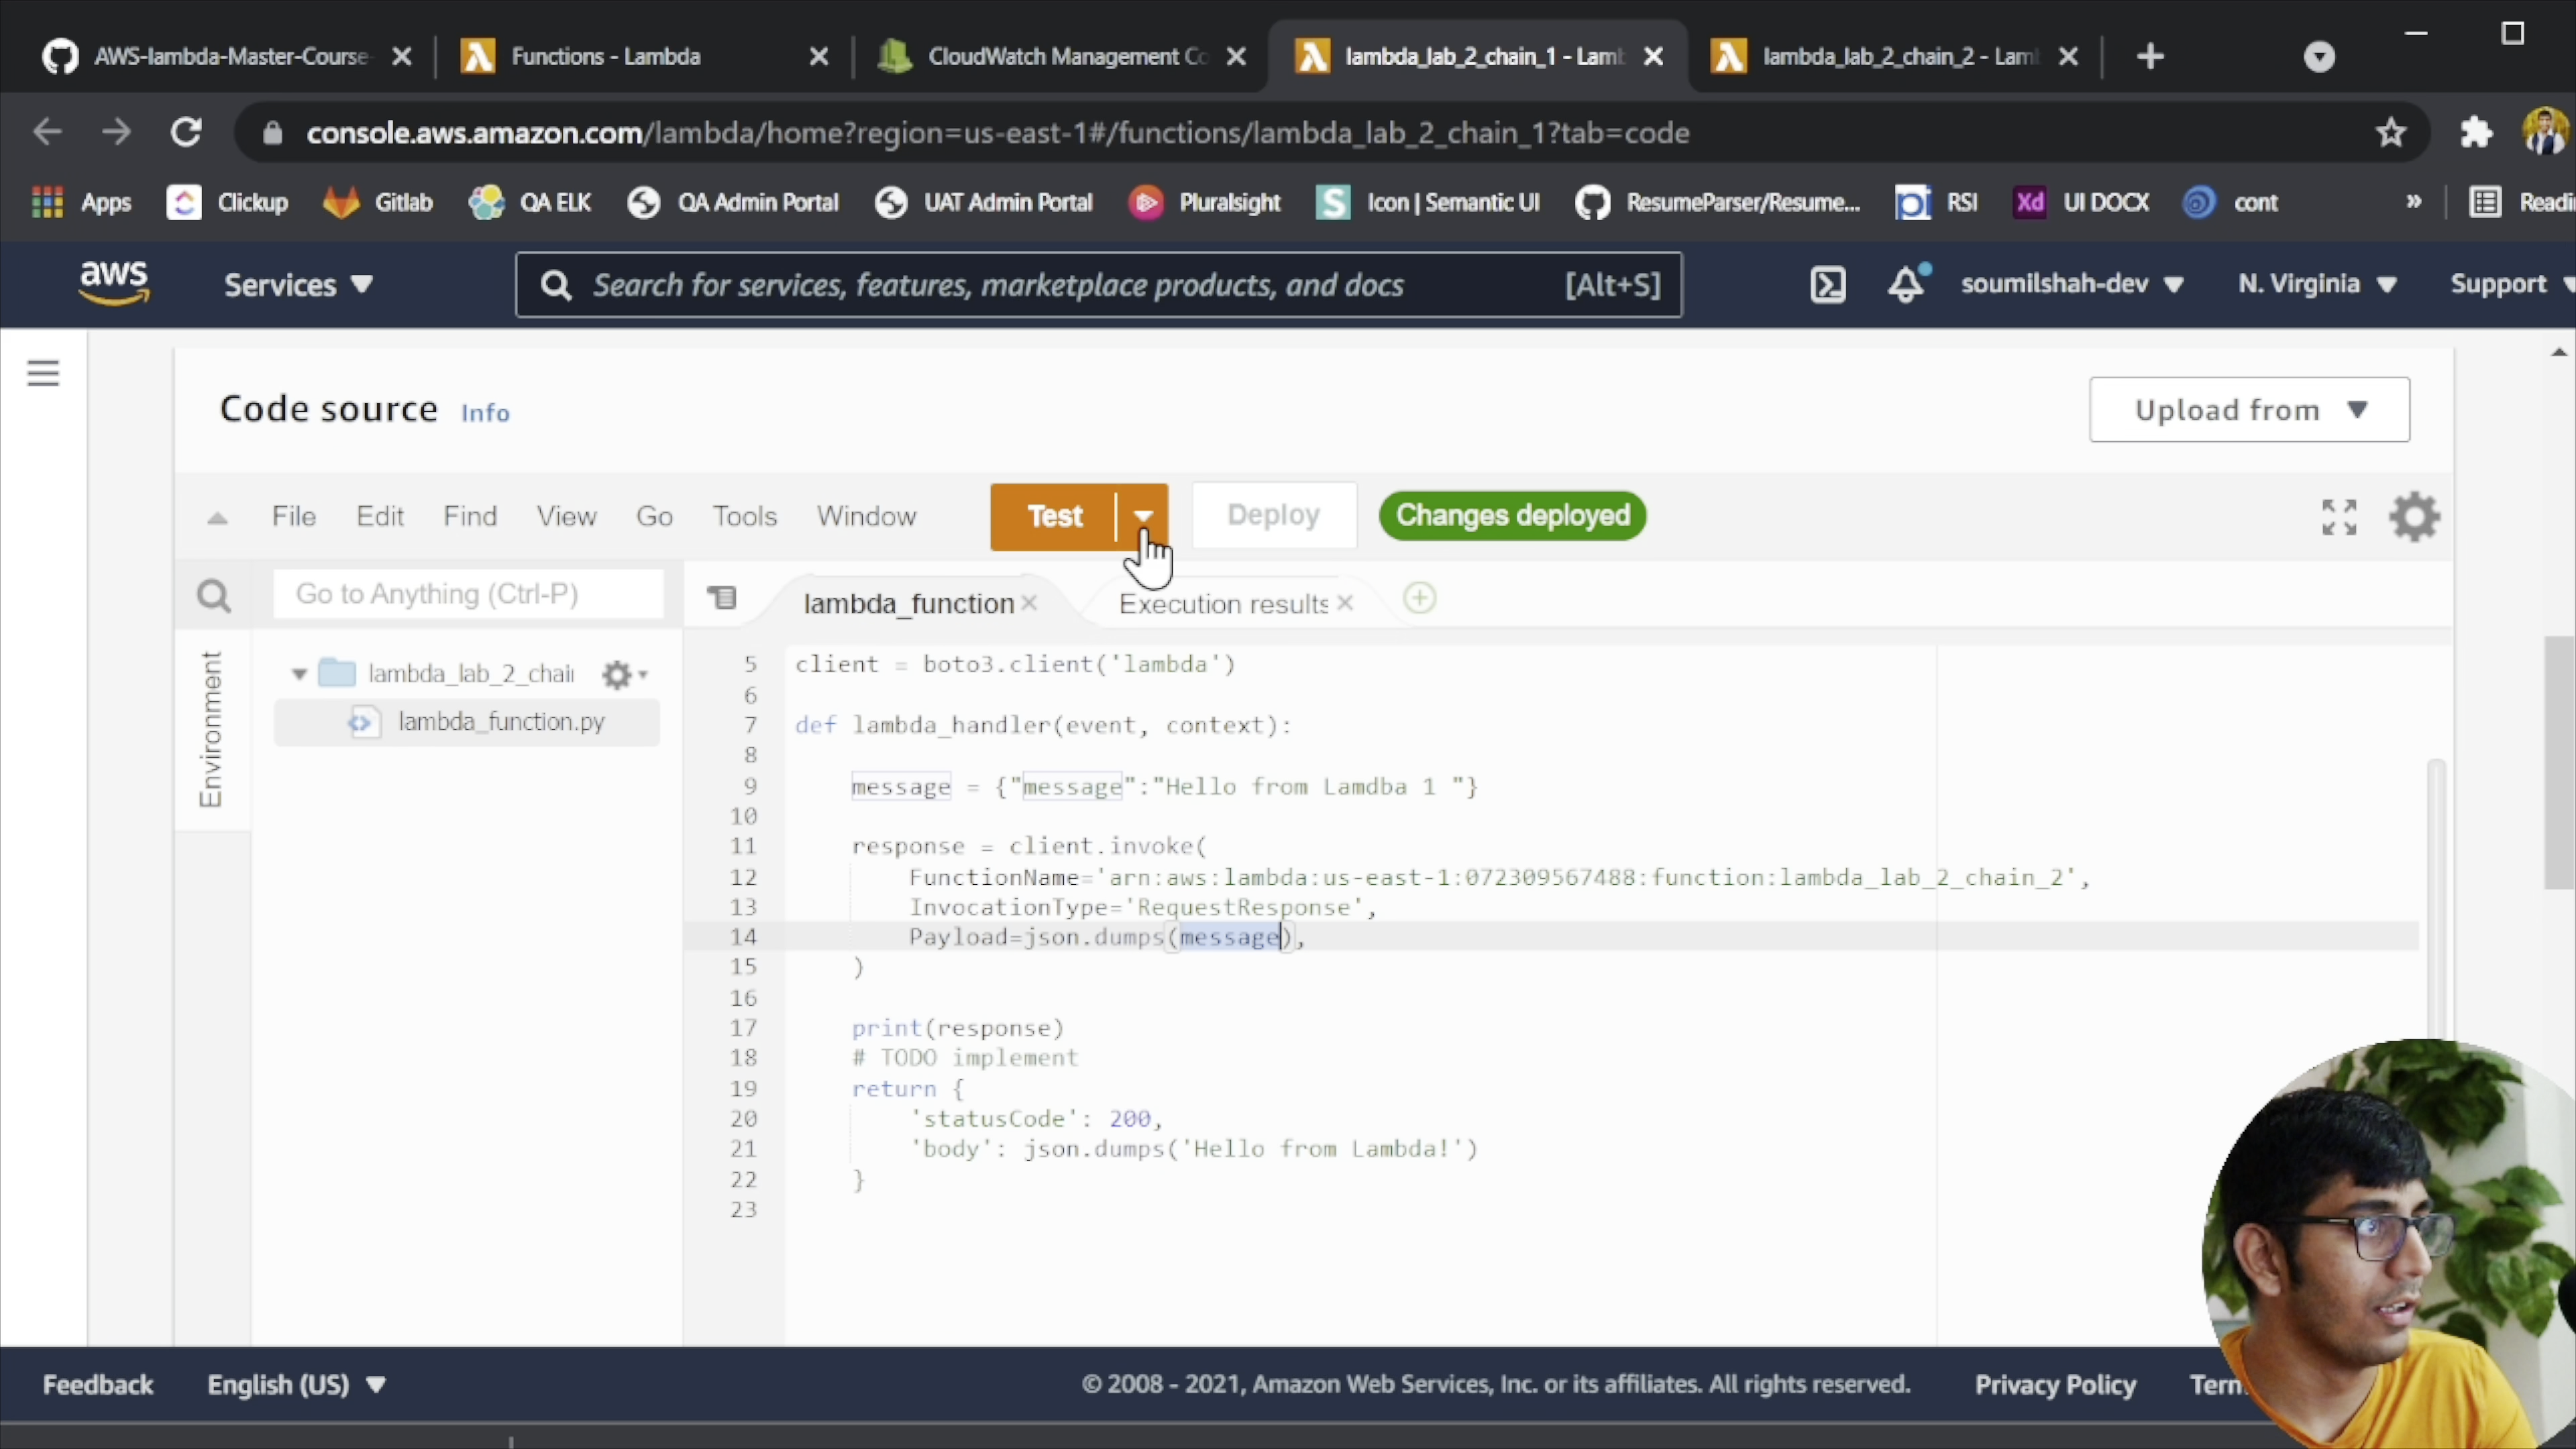 AWS-lambda-Master-Course-
Functions - Lambda
CloudWatch Management Co
lambda_lab_2_chain_1 - Lamb
lambda_lab_2_chain_2 - Lam
console.aws.amazon.com/lambda/home?region=us-east-1#/functions/lambda_lab_2_chain_1?tab=code
Apps
Clickup
Gitlab
QA ELK
QA Admin Portal
UAT Admin Portal
Pluralsight
S
Icon | Semantic UI
ResumeParser/Resume...
RSI
Xd
UI DOCX
cont
»
Readi
aws
Services
Search for services, features, marketplace products, and docs
[Alt+S]
soumilshah-dev
N. Virginia
Support
Code source Info
Upload from
File Edit Find View Go Tools Window
Test
Deploy
Changes deployed
Go to Anything (Ctrl-P)
lambda_function
Execution results
Environment
lambda_lab_2_chai
lambda_function.py
5 client = boto3.client('lambda')
6
7 def lambda_handler(event, context):
8
9 message = {"message":"Hello from Lamdba 1 "}
10
11 response = client.invoke(
12 FunctionName='arn:aws:lambda:us-east-1:072309567488:function:lambda_lab_2_chain_2',
13 InvocationType='RequestResponse',
14 Payload=json.dumps(message),
15 )
16
17 print(response)
18 # TODO implement
19 return {
20 'statusCode': 200,
21 'body': json.dumps('Hello from Lambda!')
22 }
23
Feedback
English (US)
© 2008 - 2021, Amazon Web Services, Inc. or its affiliates. All rights reserved.
Privacy Policy
Term